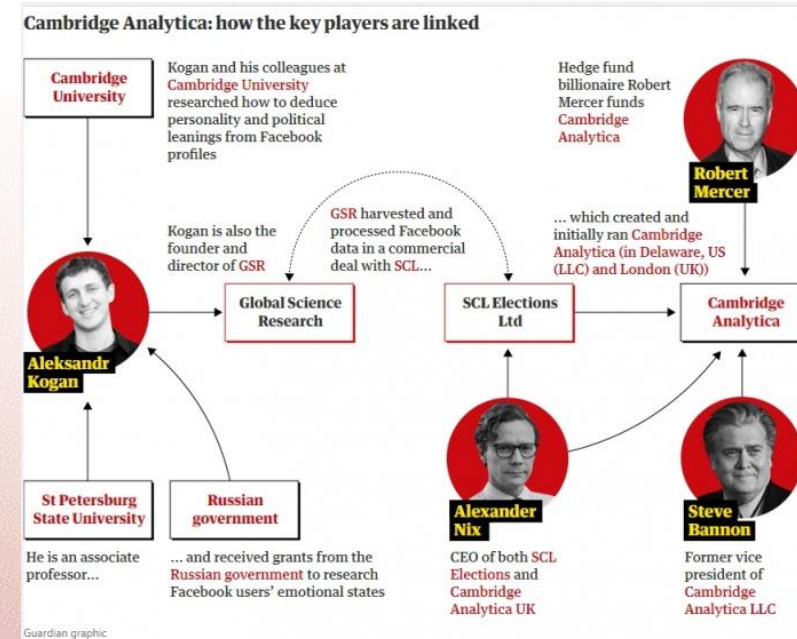 Cambridge Analytica: how the key players are linked
Cambridge
University
Kogan and his colleagues at
Cambridge University
researched how to deduce
personality and political
leanings from Facebook
profiles
Hedge fund
billionaire Robert
Mercer funds
Cambridge
Analytica
Robert
Mercer
Kogan is also the
founder and
director of GSR
GSR harvested and
processed Facebook
data in a commercial
deal with SCL...
... which created and
initially ran Cambridge
Analytica (in Delaware, US
(LLC) and London (UK))
Aleksandr
Kogan
Global Science
Research
SCL Elections
Ltd
Cambridge
Analytica
St Petersburg
State University
Russian
government
Alexander
Nix
Steve
Bannon
He is an associate
professor...
... and received grants from the
Russian government to research
Facebook users' emotional states
CEO of both SCL
Elections and
Cambridge
Analytica UK
Former vice
president of
Cambridge
Analytica LLC
Guardian graphic